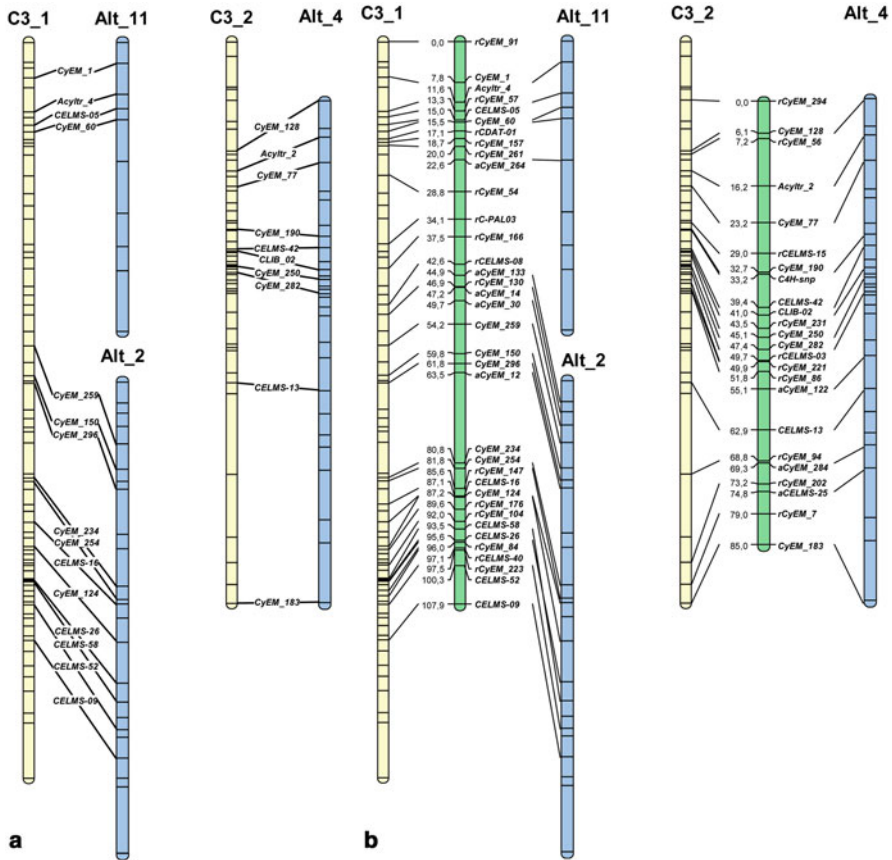 C3_1
Alt_11
CyEM_1
Acyltr_4
CELMS-05
CyEM_60
Alt_2
CyEM_259
CyEM_150
CyEM_296
CyEM_234
CyEM_254
CELMS-16
CyEM_124
CELMS-26
CELMS-58
CELMS-52
CELMS-09
a
C3_2
Alt_4
CyEM_128
Acyltr_2
CyEM_77
CyEM_190
CELMS-42
CLIB_02
CyEM_250
CyEM_282
CELMS-13
CyEM_183
C3_1
Alt_11
0,0 rCyEM_91
7,8 CyEM_1
11,6 Acyltr_4
13,3 rCyEM_57
15,0 CELMS-05
15,5 CyEM_60
17,1 rCDAT-01
18,7 rCyEM_157
20,0 rCyEM_261
22,6 aCyEM_264
28,8 rCyEM_54
34,1 rC-PAL03
37,5 rCyEM_166
42,6 rCELMS-08
44,9 aCyEM_133
46,9 rCyEM_130
47,2 aCyEM_14
49,7 aCyEM_30
54,2 CyEM_259
59,8 CyEM_150
61,8 CyEM_296
63,5 aCyEM_12
80,8 CyEM_234
81,8 CyEM_254
85,6 rCyEM_147
87,1 CELMS-16
87,2 CyEM_124
89,6 rCyEM_176
92,0 rCyEM_104
93,5 CELMS-58
95,6 CELMS-26
96,0 rCyEM_84
97,1 rCELMS-40
97,5 rCyEM_223
100,3 CELMS-52
107,9 CELMS-09
Alt_2
b
C3_2
Alt_4
0,0 rCyEM_294
6,1 CyEM_128
7,2 rCyEM_56
16,2 Acyltr_2
23,2 CyEM_77
29,0 rCELMS-15
32,7 CyEM_190
33,2 C4H-snp
39,4 CELMS-42
41,0 CLIB-02
43,5 rCyEM_231
45,1 CyEM_250
47,4 CyEM_282
49,7 rCELMS-03
49,9 rCyEM_221
51,8 rCyEM_86
55,1 aCyEM_122
62,9 CELMS-13
68,8 rCyEM_94
69,3 aCyEM_284
73,2 rCyEM_202
74,8 aCELMS-25
79,0 rCyEM_7
85,0 CyEM_183